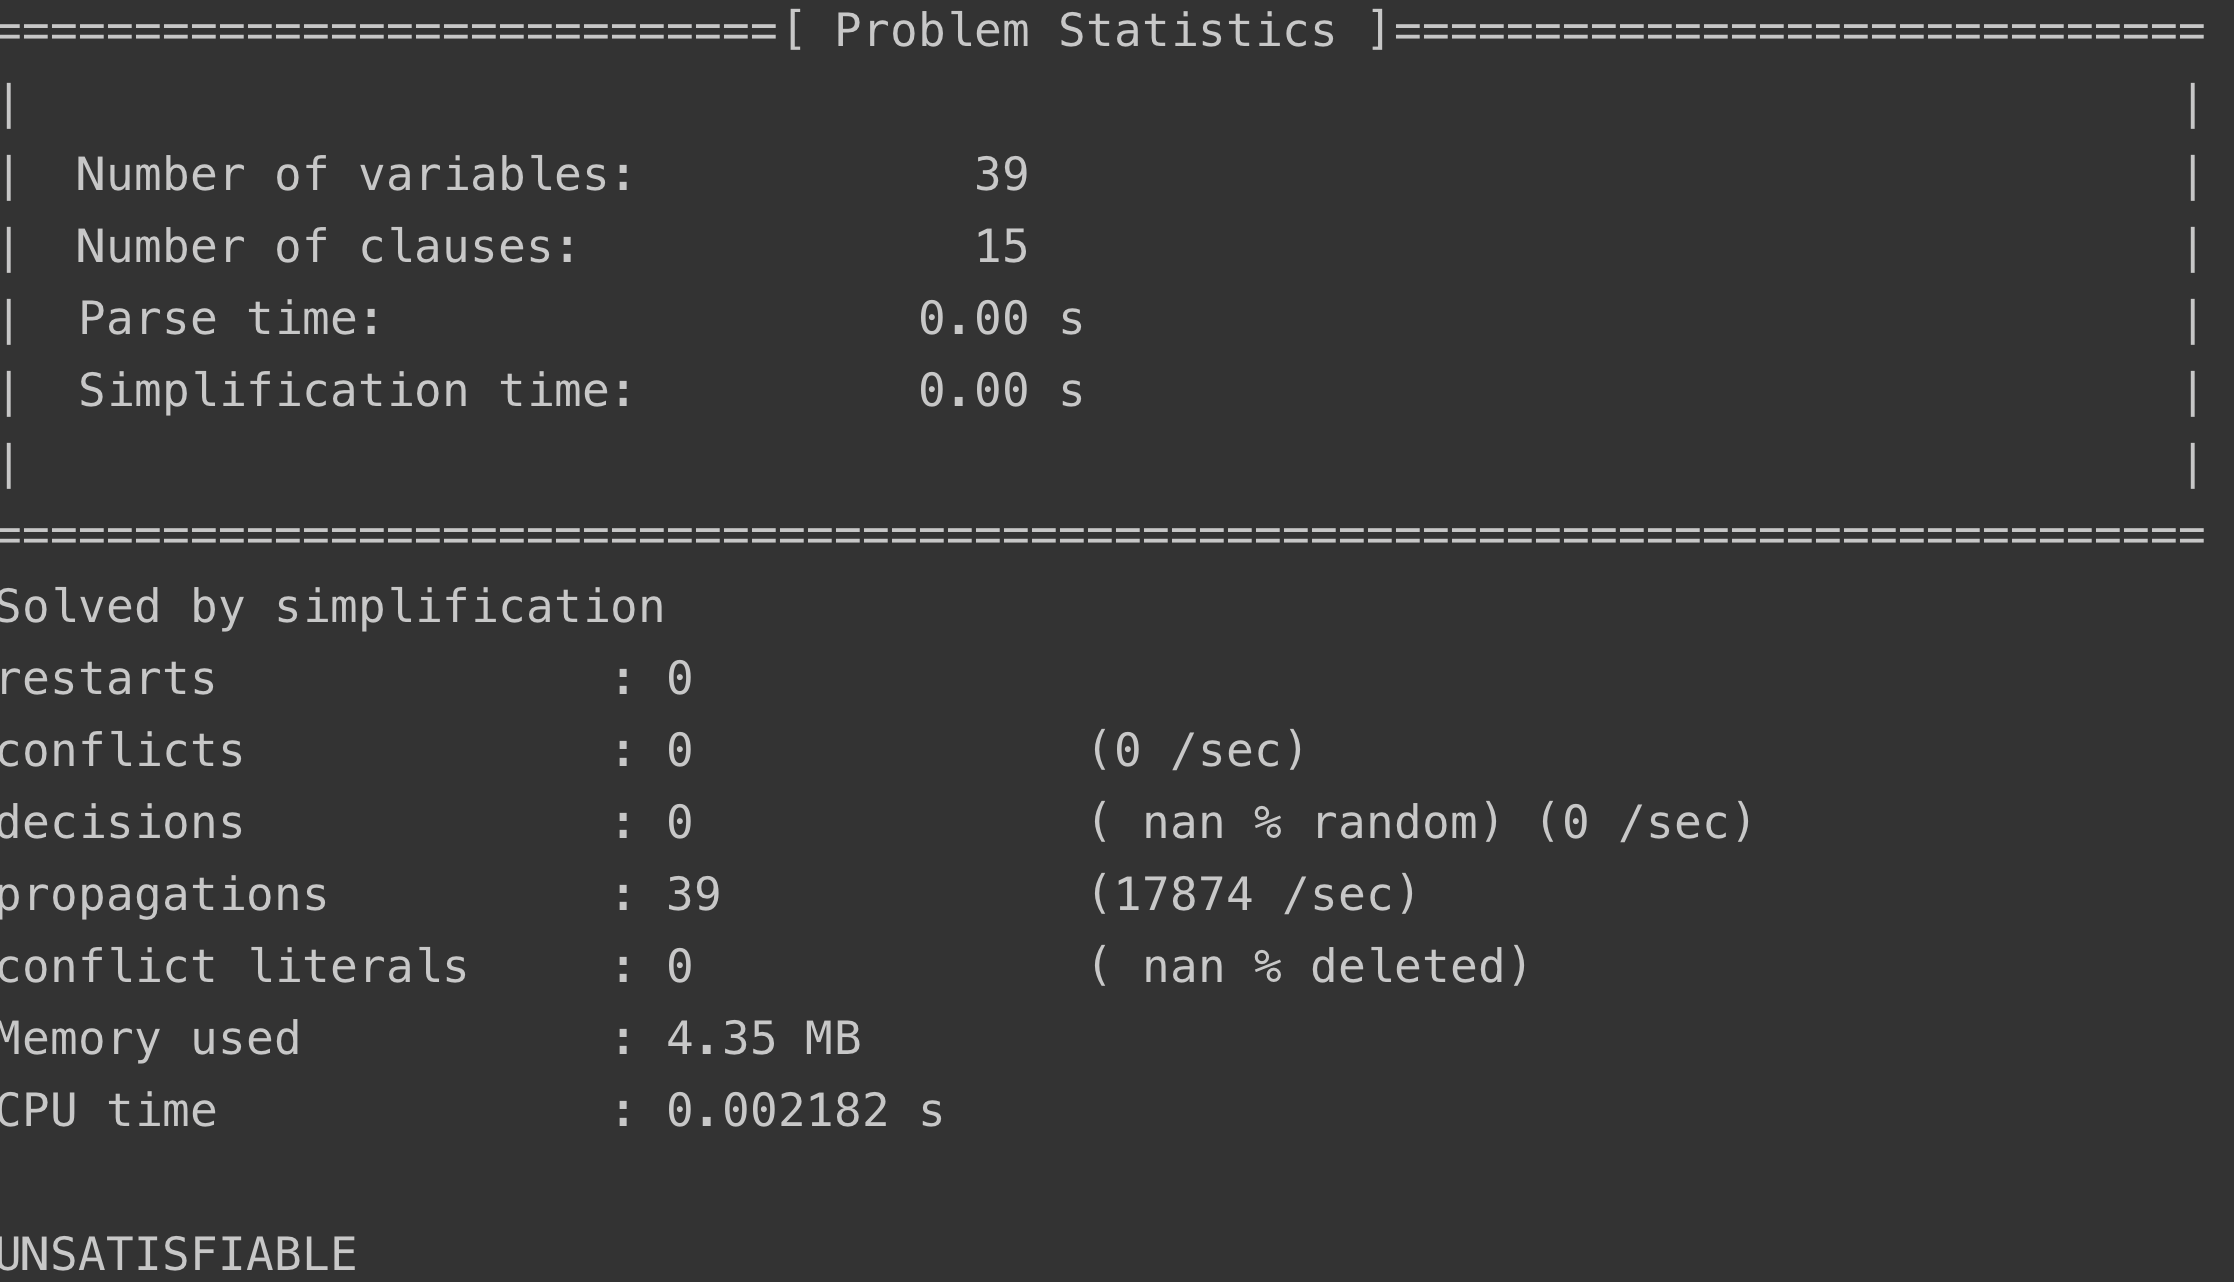 ============================[ Problem Statistics ]=============================
|                                                                             |
|  Number of variables:            39                                         |
|  Number of clauses:              15                                         |
|  Parse time:                   0.00 s                                       |
|  Simplification time:          0.00 s                                       |
|                                                                             |
===============================================================================
Solved by simplification
restarts              : 0
conflicts             : 0              (0 /sec)
decisions             : 0              ( nan % random) (0 /sec)
propagations          : 39             (17874 /sec)
conflict literals     : 0              ( nan % deleted)
Memory used           : 4.35 MB
CPU time              : 0.002182 s
UNSATISFIABLE